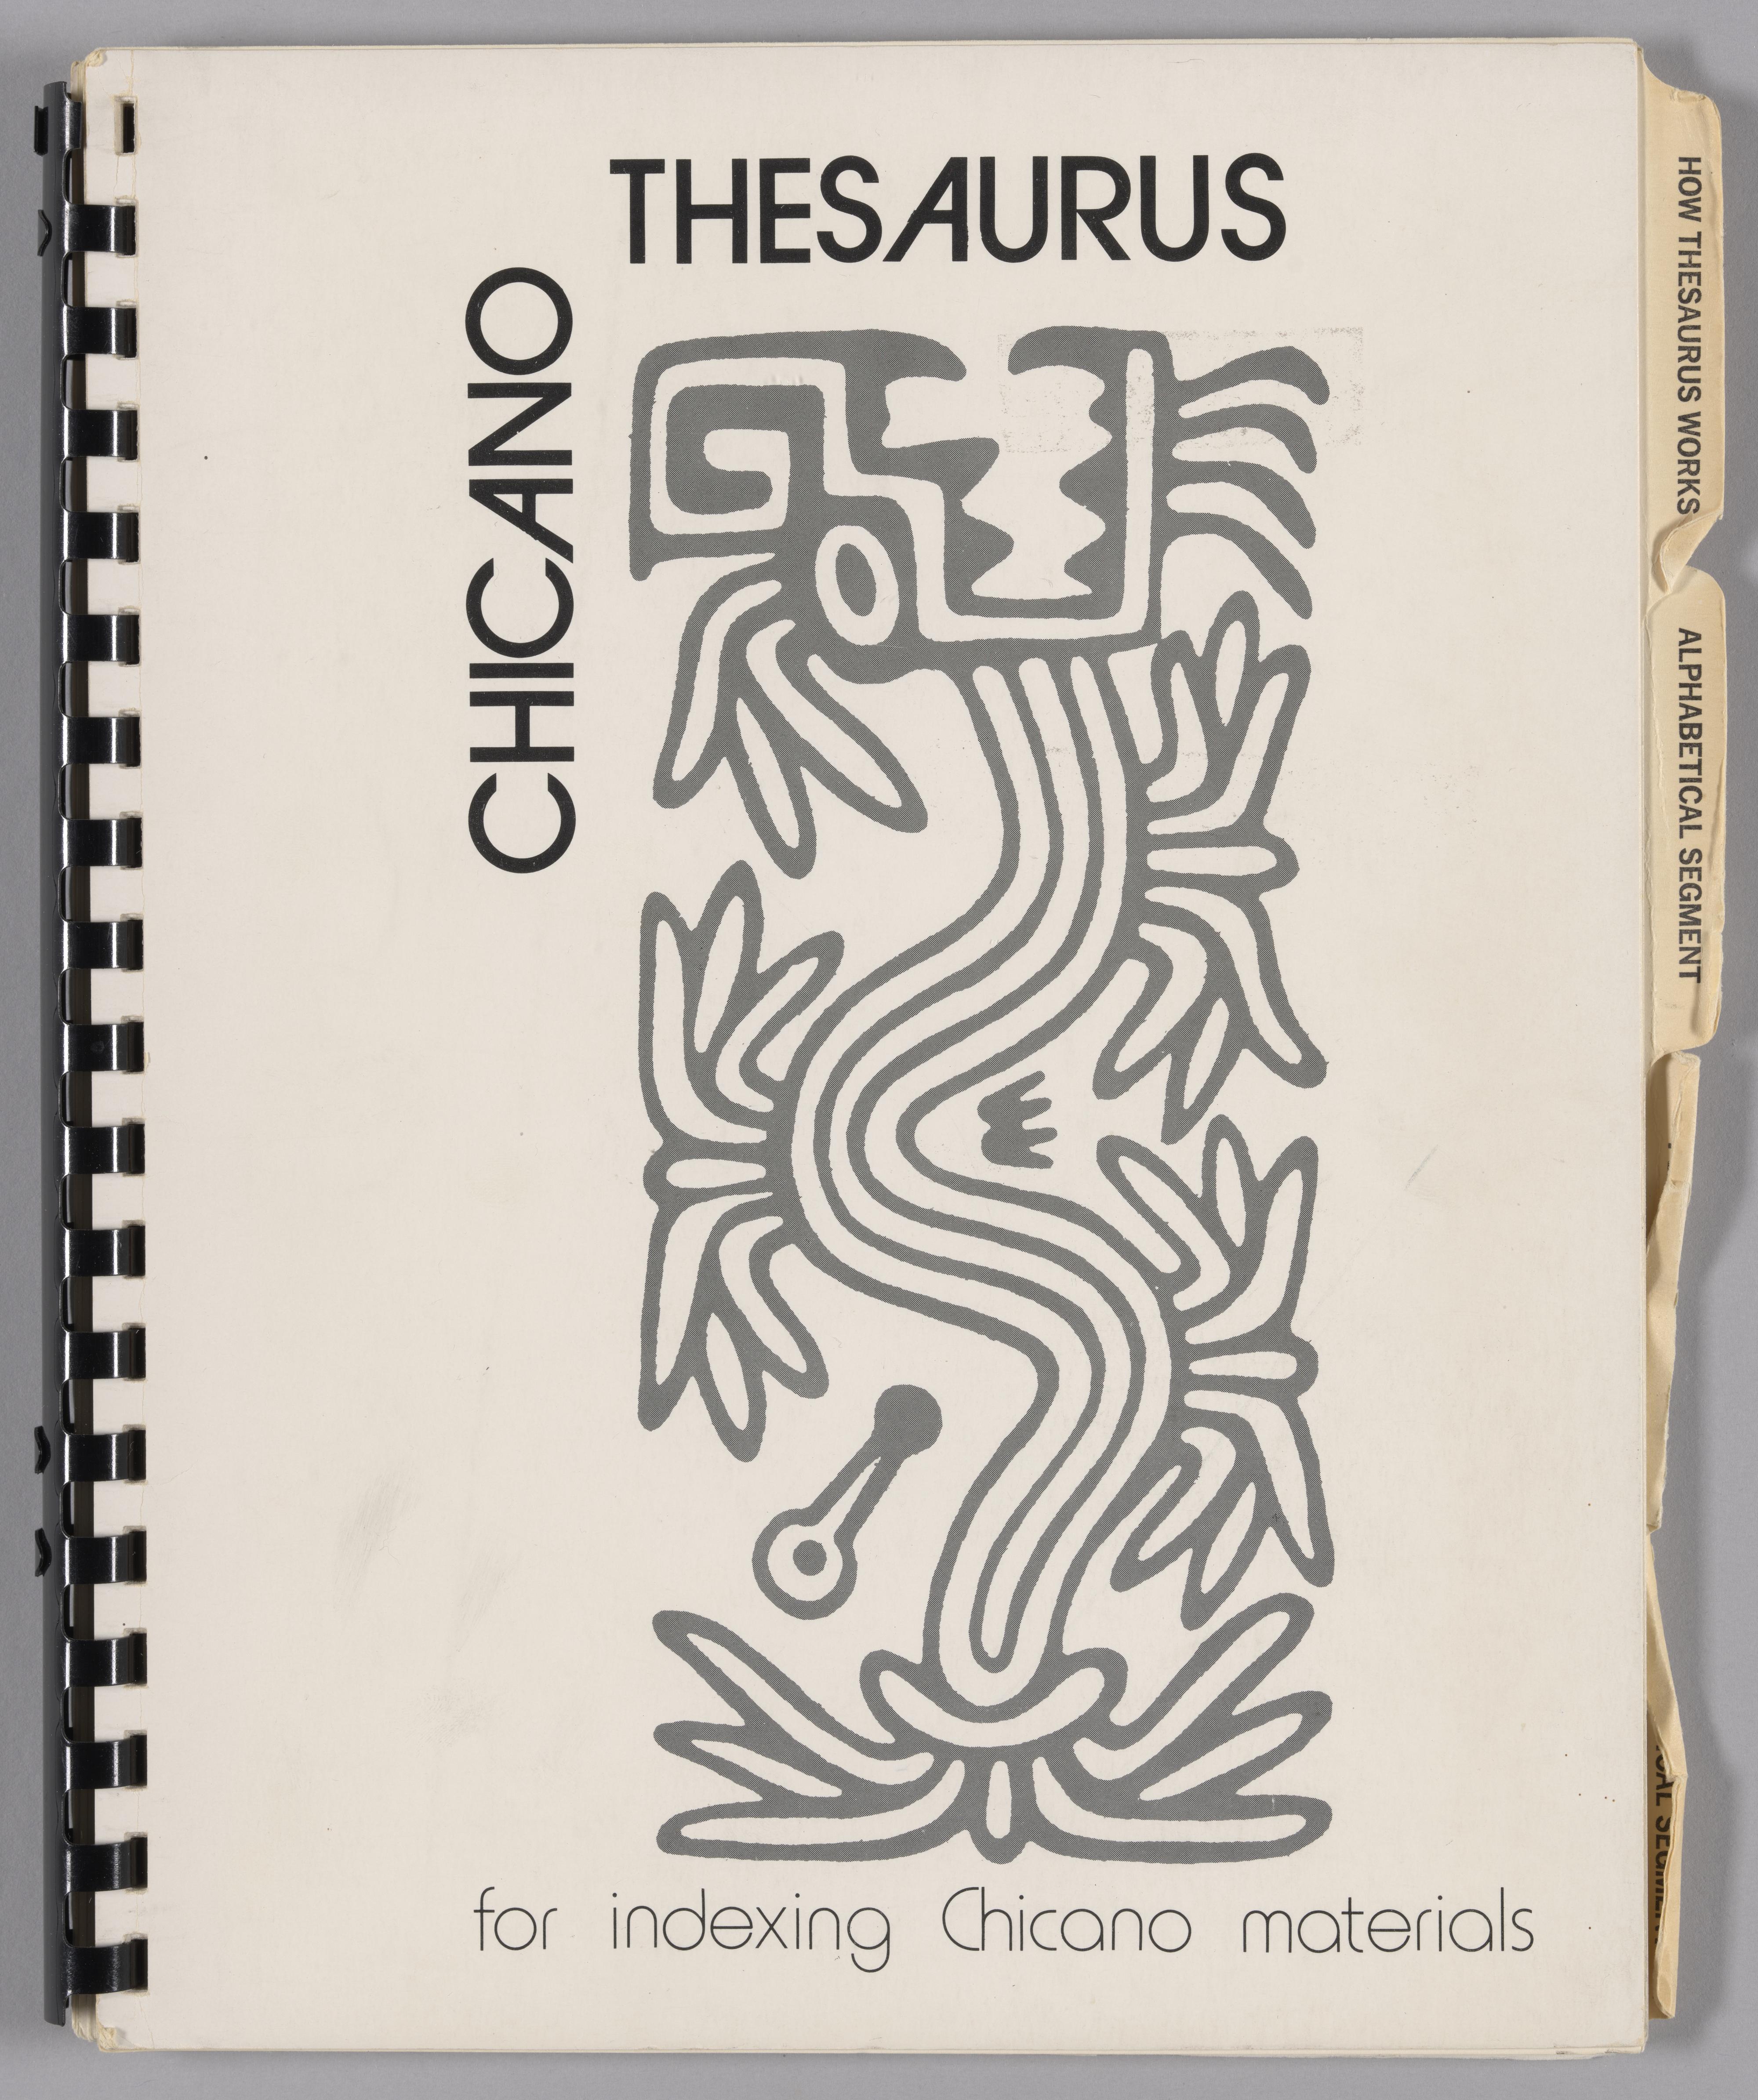 CHICANO
THESAURUS
for indexing Chicano materials
HOW THESAURUS WORKS
ALPHABETICAL SEGMENT